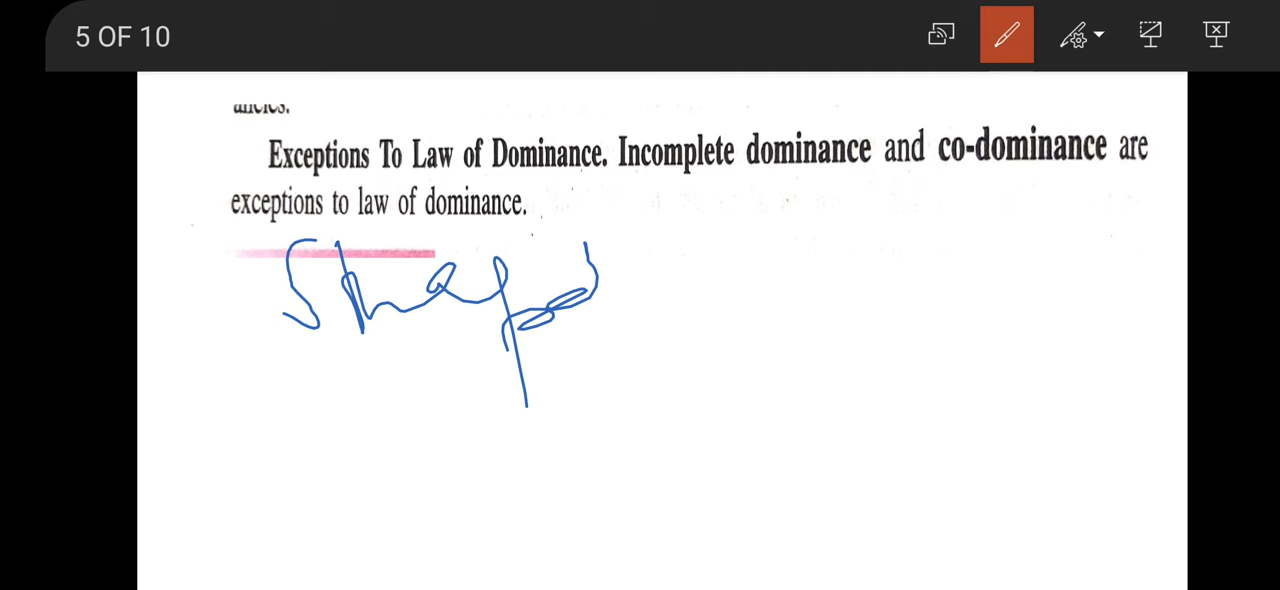 5 OF 10
Exceptions To Law of Dominance. Incomplete dominance and co-dominance are
exceptions to law of dominance.